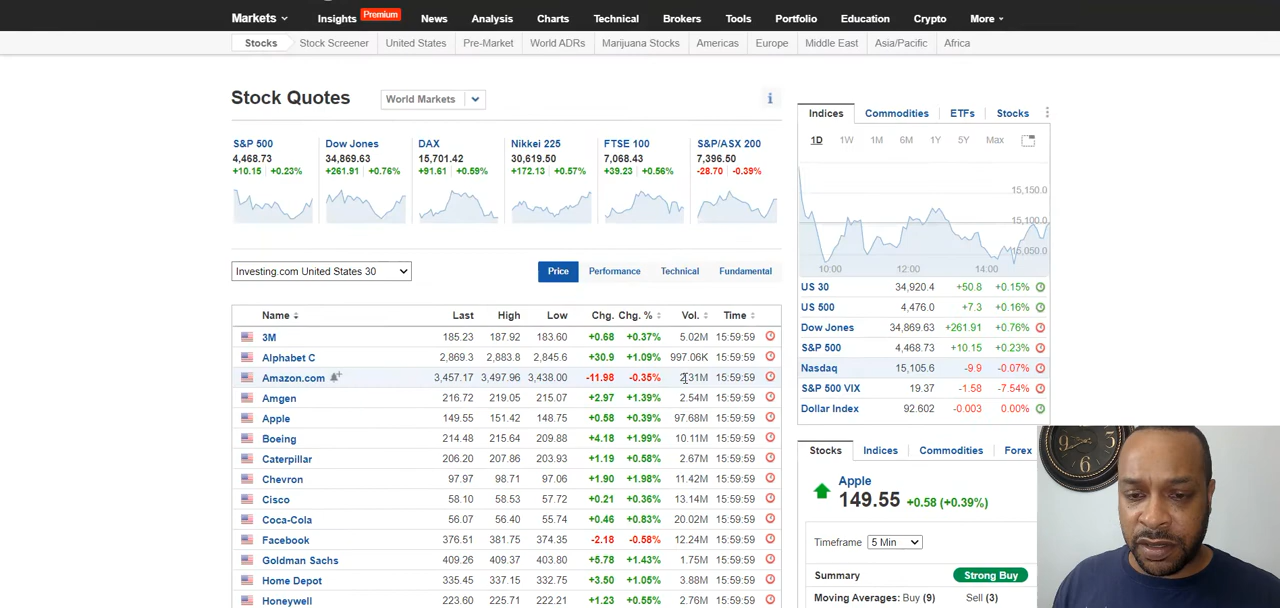 Markets Insights Premium News Analysis Charts Technical Brokers Tools Portfolio Education Crypto More
Stocks Stock Screener United States Pre-Market World ADRs Marijuana Stocks Americas Europe Middle East Asia/Pacific Africa
Stock Quotes World Markets
S&P 500 Dow Jones DAX Nikkei 225 FTSE 100 S&P/ASX 200
4,468.73 34,869.63 15,701.42 30,619.50 7,068.43 7,396.50
+10.15 +0.23% +261.91 +0.76% +91.61 +0.59% +172.13 +0.57% +39.23 +0.56% -28.70 -0.39%
Investing.com United States 30 Price Performance Technical Fundamental
Name Last High Low Chg. Chg. % Vol. Time
3M 185.23 187.92 183.60 +0.68 +0.37% 5.02M 15:59:59
Alphabet C 2,869.3 2,883.8 2,845.6 +30.9 +1.09% 997.06K 15:59:59
Amazon.com 3,457.17 3,497.96 3,438.00 -11.98 -0.35% 15:59:59
Amgen 216.72 219.05 215.07 +2.97 +1.39% 2.54M 15:59:59
Apple 149.55 151.42 148.75 +0.58 +0.39% 97.68M 15:59:59
Boeing 214.48 215.64 209.88 +4.18 +1.99% 10.11M 15:59:59
Caterpillar 206.20 207.86 203.93 +1.19 +0.58% 2.67M 15:59:59
Chevron 97.97 98.71 97.06 +1.90 +1.98% 11.42M 15:59:59
Cisco 58.10 58.53 57.72 +0.21 +0.36% 13.14M 15:59:59
Coca-Cola 56.07 56.40 55.74 +0.46 +0.83% 20.02M 15:59:59
Facebook 376.51 381.75 374.35 -2.18 -0.58% 12.24M 15:59:59
Goldman Sachs 409.26 409.37 403.80 +5.78 +1.43% 1.75M 15:59:59
Home Depot 335.45 337.15 332.75 +3.50 +1.05% 3.88M 15:59:59
Honeywell 223.60 225.71 222.21 +1.23 +0.55% 2.76M 15:59:59
Indices Commodities ETFs Stocks
1D 1W 1M 6M 1Y 5Y Max
15,150.0
15,100.0
15,050.0
10:00 12:00 14:00
US 30 34,920.4 +50.8 +0.15%
US 500 4,476.0 +7.3 +0.16%
Dow Jones 34,869.63 +261.91 +0.76%
S&P 500 4,468.73 +10.15 +0.23%
Nasdaq 15,105.6 -9.9 -0.07%
S&P 500 VIX 19.37 -1.58 -7.54%
Dollar Index 92.602 -0.003 0.00%
Stocks Indices Commodities Forex
Apple
149.55 +0.58 (+0.39%)
Timeframe 5 Min
Summary Strong Buy
Moving Averages: Buy (9) Sell (3)